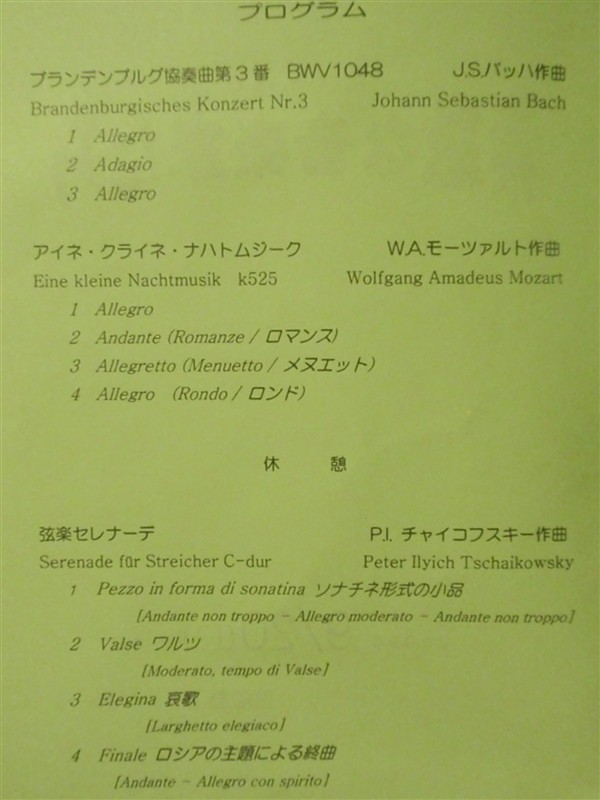 プログラム
ブランデンブルグ協奏曲第3番 BWV1048 J.S.バッハ作曲
Brandenburgisches Konzert Nr.3 Johann Sebastian Bach
1 Allegro
2 Adagio
3 Allegro
アイネ・クライネ・ナハトムジーク W.A.モーツァルト作曲
Eine kleine Nachtmusik k525 Wolfgang Amadeus Mozart
1 Allegro
2 Andante (Romanze / ロマンス)
3 Allegretto (Menuetto / メヌエット)
4 Allegro (Rondo / ロンド)
休 憩
弦楽セレナーデ P.I. チャイコフスキー作曲
Serenade für Streicher C-dur Peter Ilyich Tschaikowsky
1 Pezzo in forma di sonatina ソナチネ形式の小品
[Andante non troppo - Allegro moderato - Andante non troppo]
2 Valse ワルツ
[Moderato, tempo di Valse]
3 Elegina 哀歌
[Larghetto elegiaco]
4 Finale ロシアの主題による終曲
[Andante - Allegro con spirito]